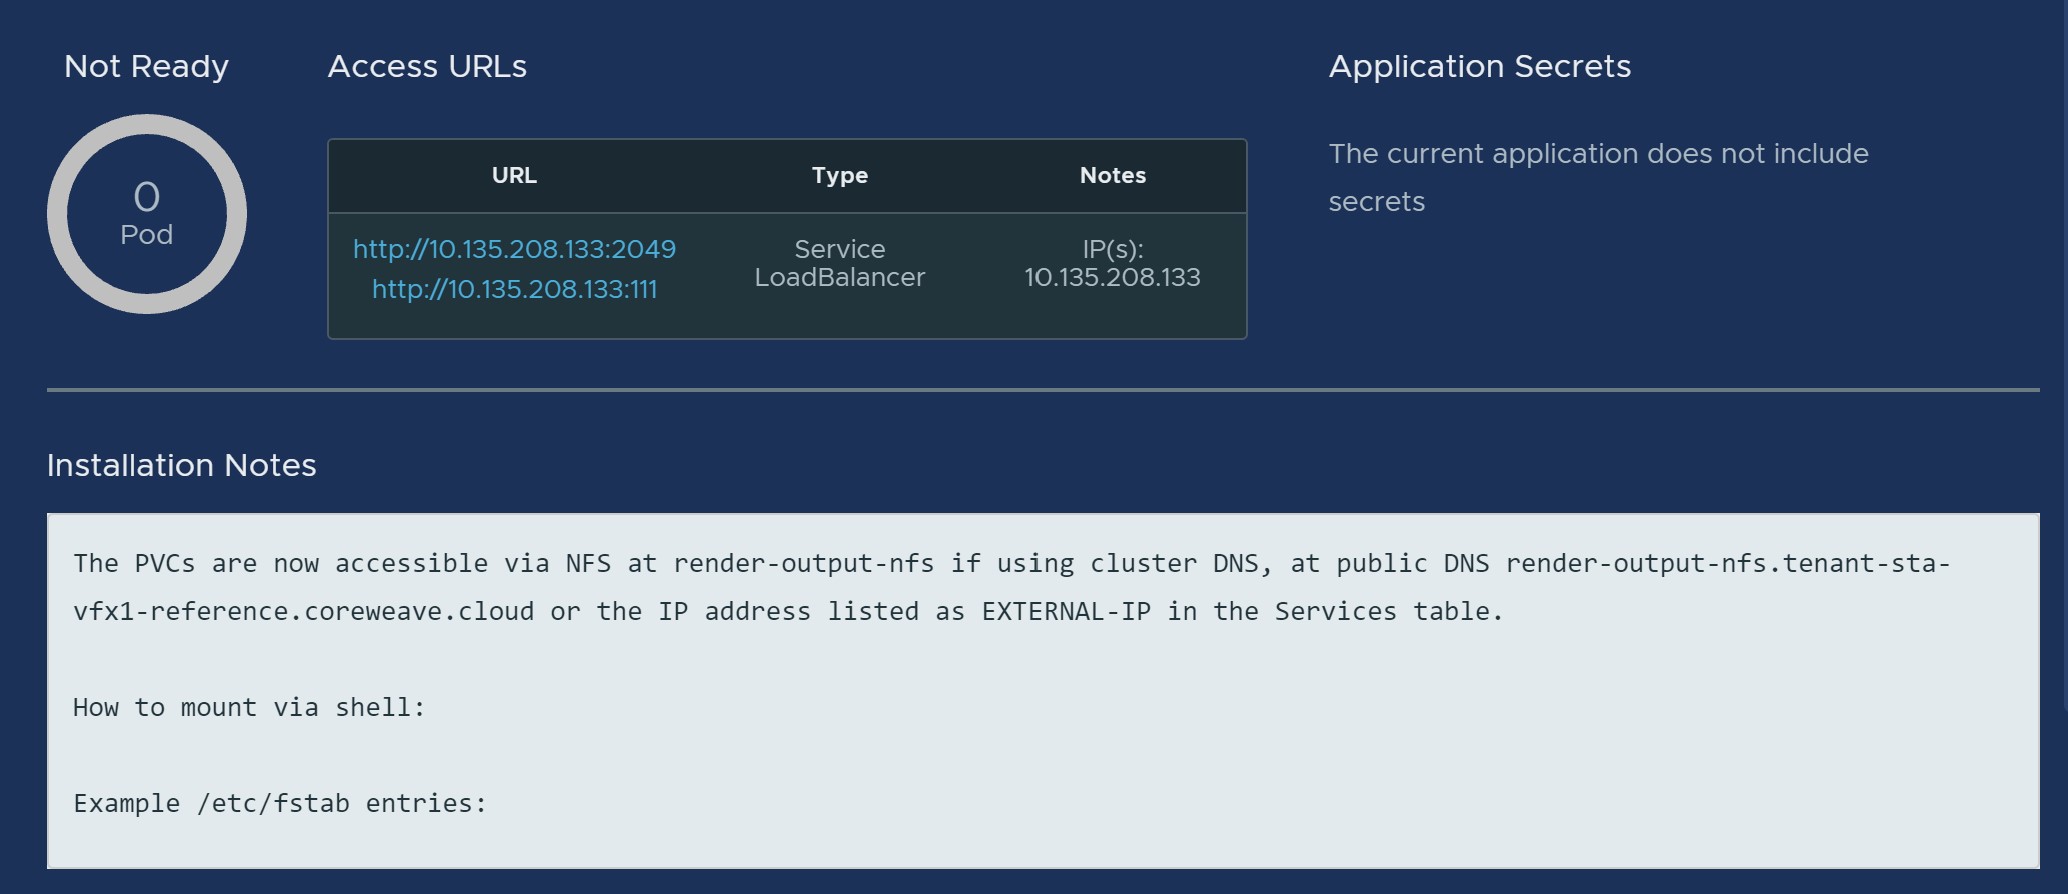 Not Ready
0
Pod
Access URLs
URL Type Notes
http://10.135.208.133:2049
http://10.135.208.133:111
Service
LoadBalancer
IP(s):
10.135.208.133
Application Secrets
The current application does not include
secrets
Installation Notes
The PVCs are now accessible via NFS at render-output-nfs if using cluster DNS, at public DNS render-output-nfs.tenant-sta-
vfx1-reference.coreweave.cloud or the IP address listed as EXTERNAL-IP in the Services table.
How to mount via shell:
Example /etc/fstab entries: